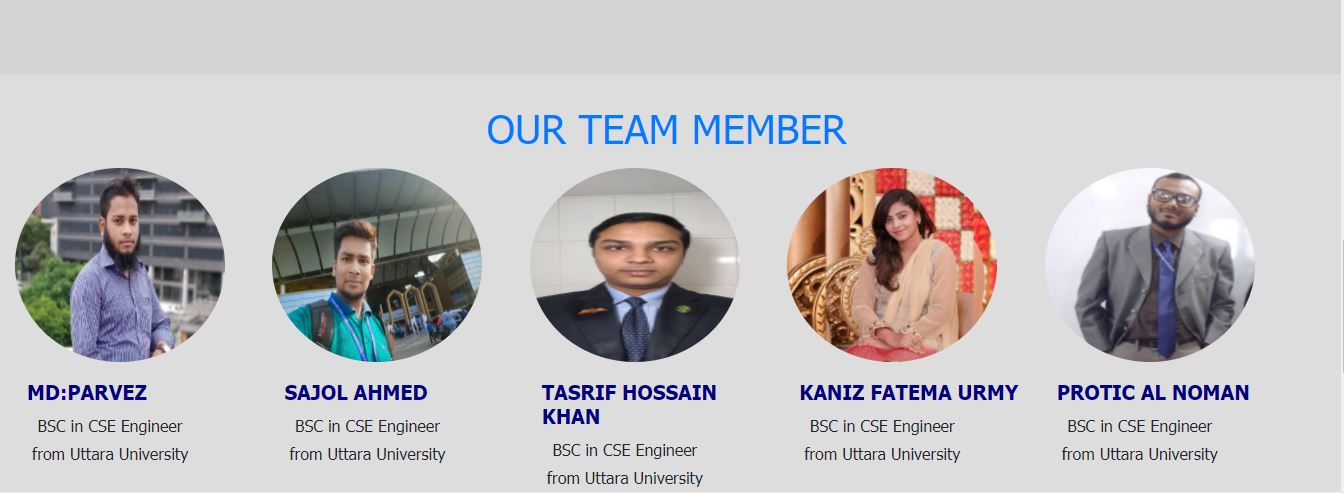 OUR TEAM MEMBER
MD:PARVEZ
BSC in CSE Engineer
from Uttara University
SAJOL AHMED
BSC in CSE Engineer
from Uttara University
TASRIF HOSSAIN
KHAN
BSC in CSE Engineer
from Uttara University
KANIZ FATEMA URMY
BSC in CSE Engineer
from Uttara University
PROTIC AL NOMAN
BSC in CSE Engineer
from Uttara University